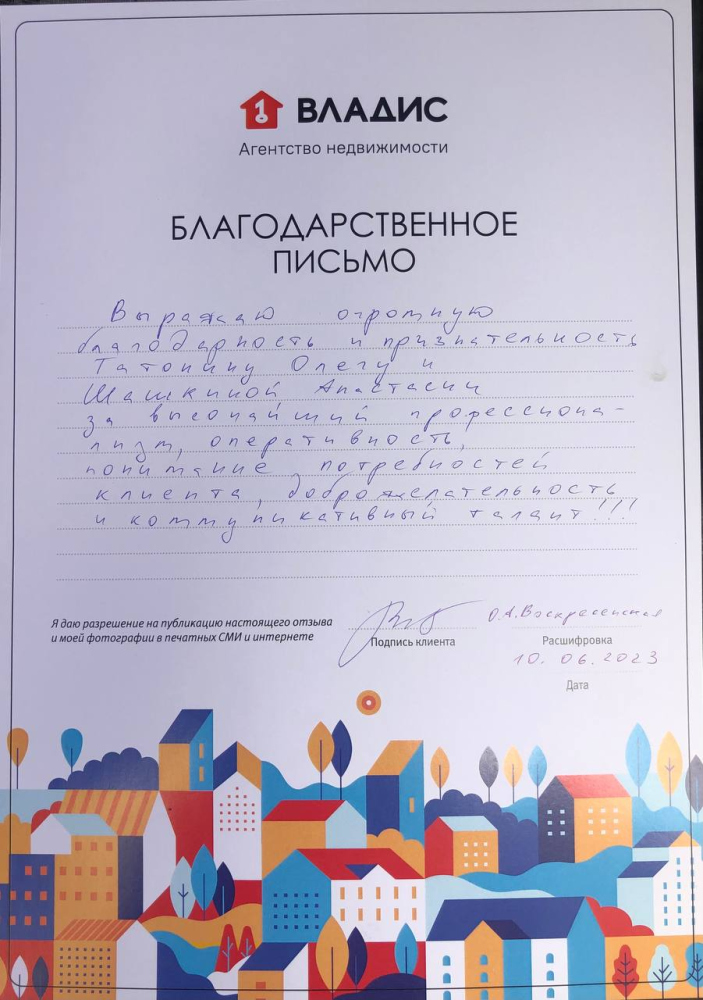 ВЛАДИС
Агентство недвижимости
БЛАГОДАРСТВЕННОЕ
ПИСЬМО
Выражаю огромную
благодарность и признательность
Татонину Олегу и
Шашкиной Анастасии
за высочайший профессиона-
лизм, оперативность,
понимание потребностей
клиента, доброжелательность
и коммуникативный талант!!!
Я даю разрешение на публикацию настоящего отзыва
и моей фотографии в печатных СМИ и интернете
Подпись клиента
О.А.Воскресенская
Расшифровка
10.06.2023
Дата